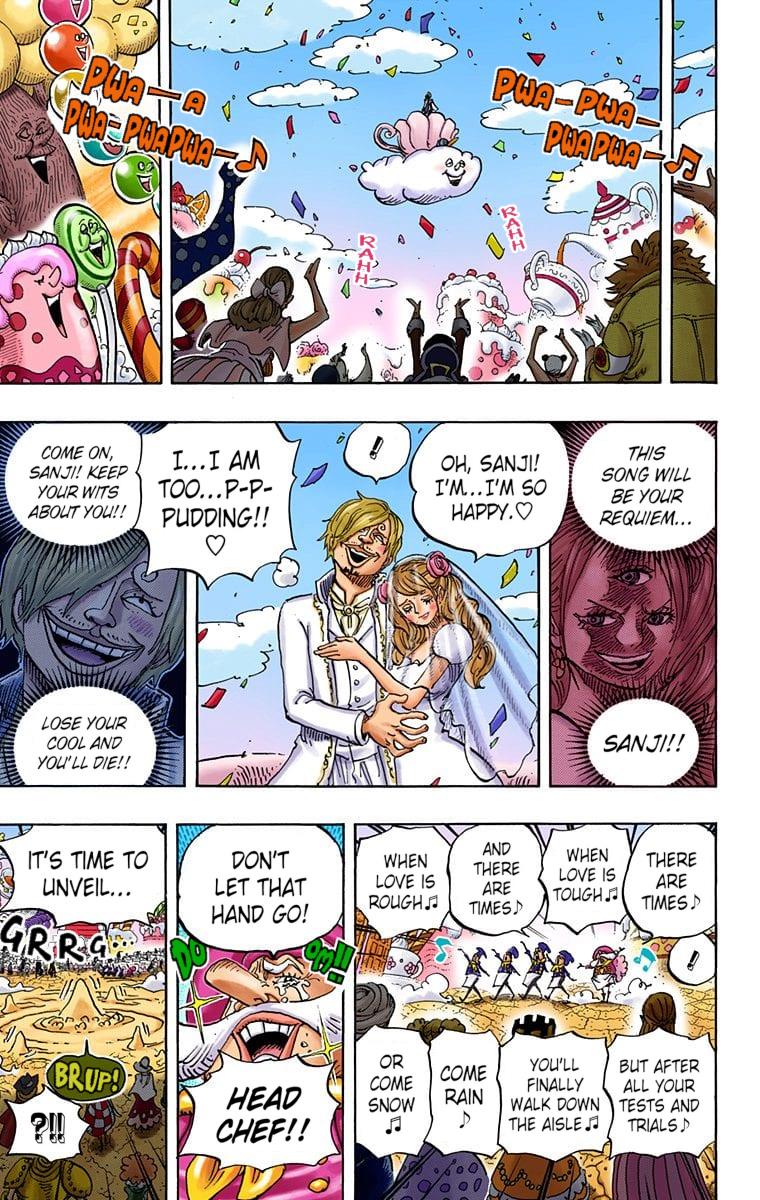 PWA-PWA-
PWAPWA—♫
RAHH
RAHH
PWA—A
PWA-PWAPWA—♪
THIS
SONG WILL
BE YOUR
REQUIEM...
SANJI!!
OH, SANJI!
I'M...I'M SO
HAPPY.♡
!
I...I AM
TOO...P-P-
PUDDING!!
♡
COME ON,
SANJI! KEEP
YOUR WITS
ABOUT YOU!!
LOSE YOUR
COOL AND
YOU'LL DIE!!
THERE
ARE
TIMES♪
WHEN
LOVE IS
TOUGH♫
AND
THERE
ARE
TIMES♪
WHEN
LOVE IS
ROUGH♫
!
BUT AFTER
ALL YOUR
TESTS AND
TRIALS♪
YOU'LL
FINALLY
WALK DOWN
THE AISLE♫
COME
RAIN
♪
OR
COME
SNOW
♫
DON'T
LET THAT
HAND GO!
DO
OM!!
HEAD
CHEF!!
IT'S TIME TO
UNVEIL...
GRRG
BRUP!
?!!